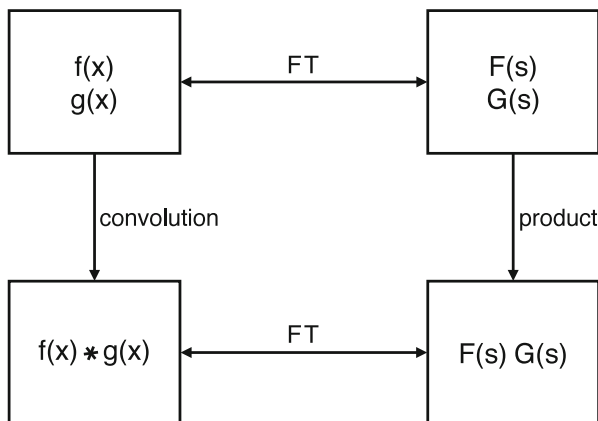 f(x)
g(x)
FT
F(s)
G(s)
convolution
product
f(x) * g(x)
FT
F(s) G(s)